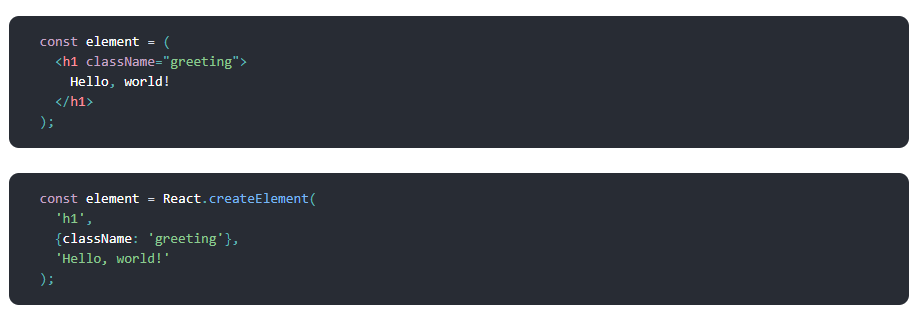 const element = (
  <h1 className="greeting">
    Hello, world!
  </h1>
);
const element = React.createElement(
  'h1',
  {className: 'greeting'},
  'Hello, world!'
);